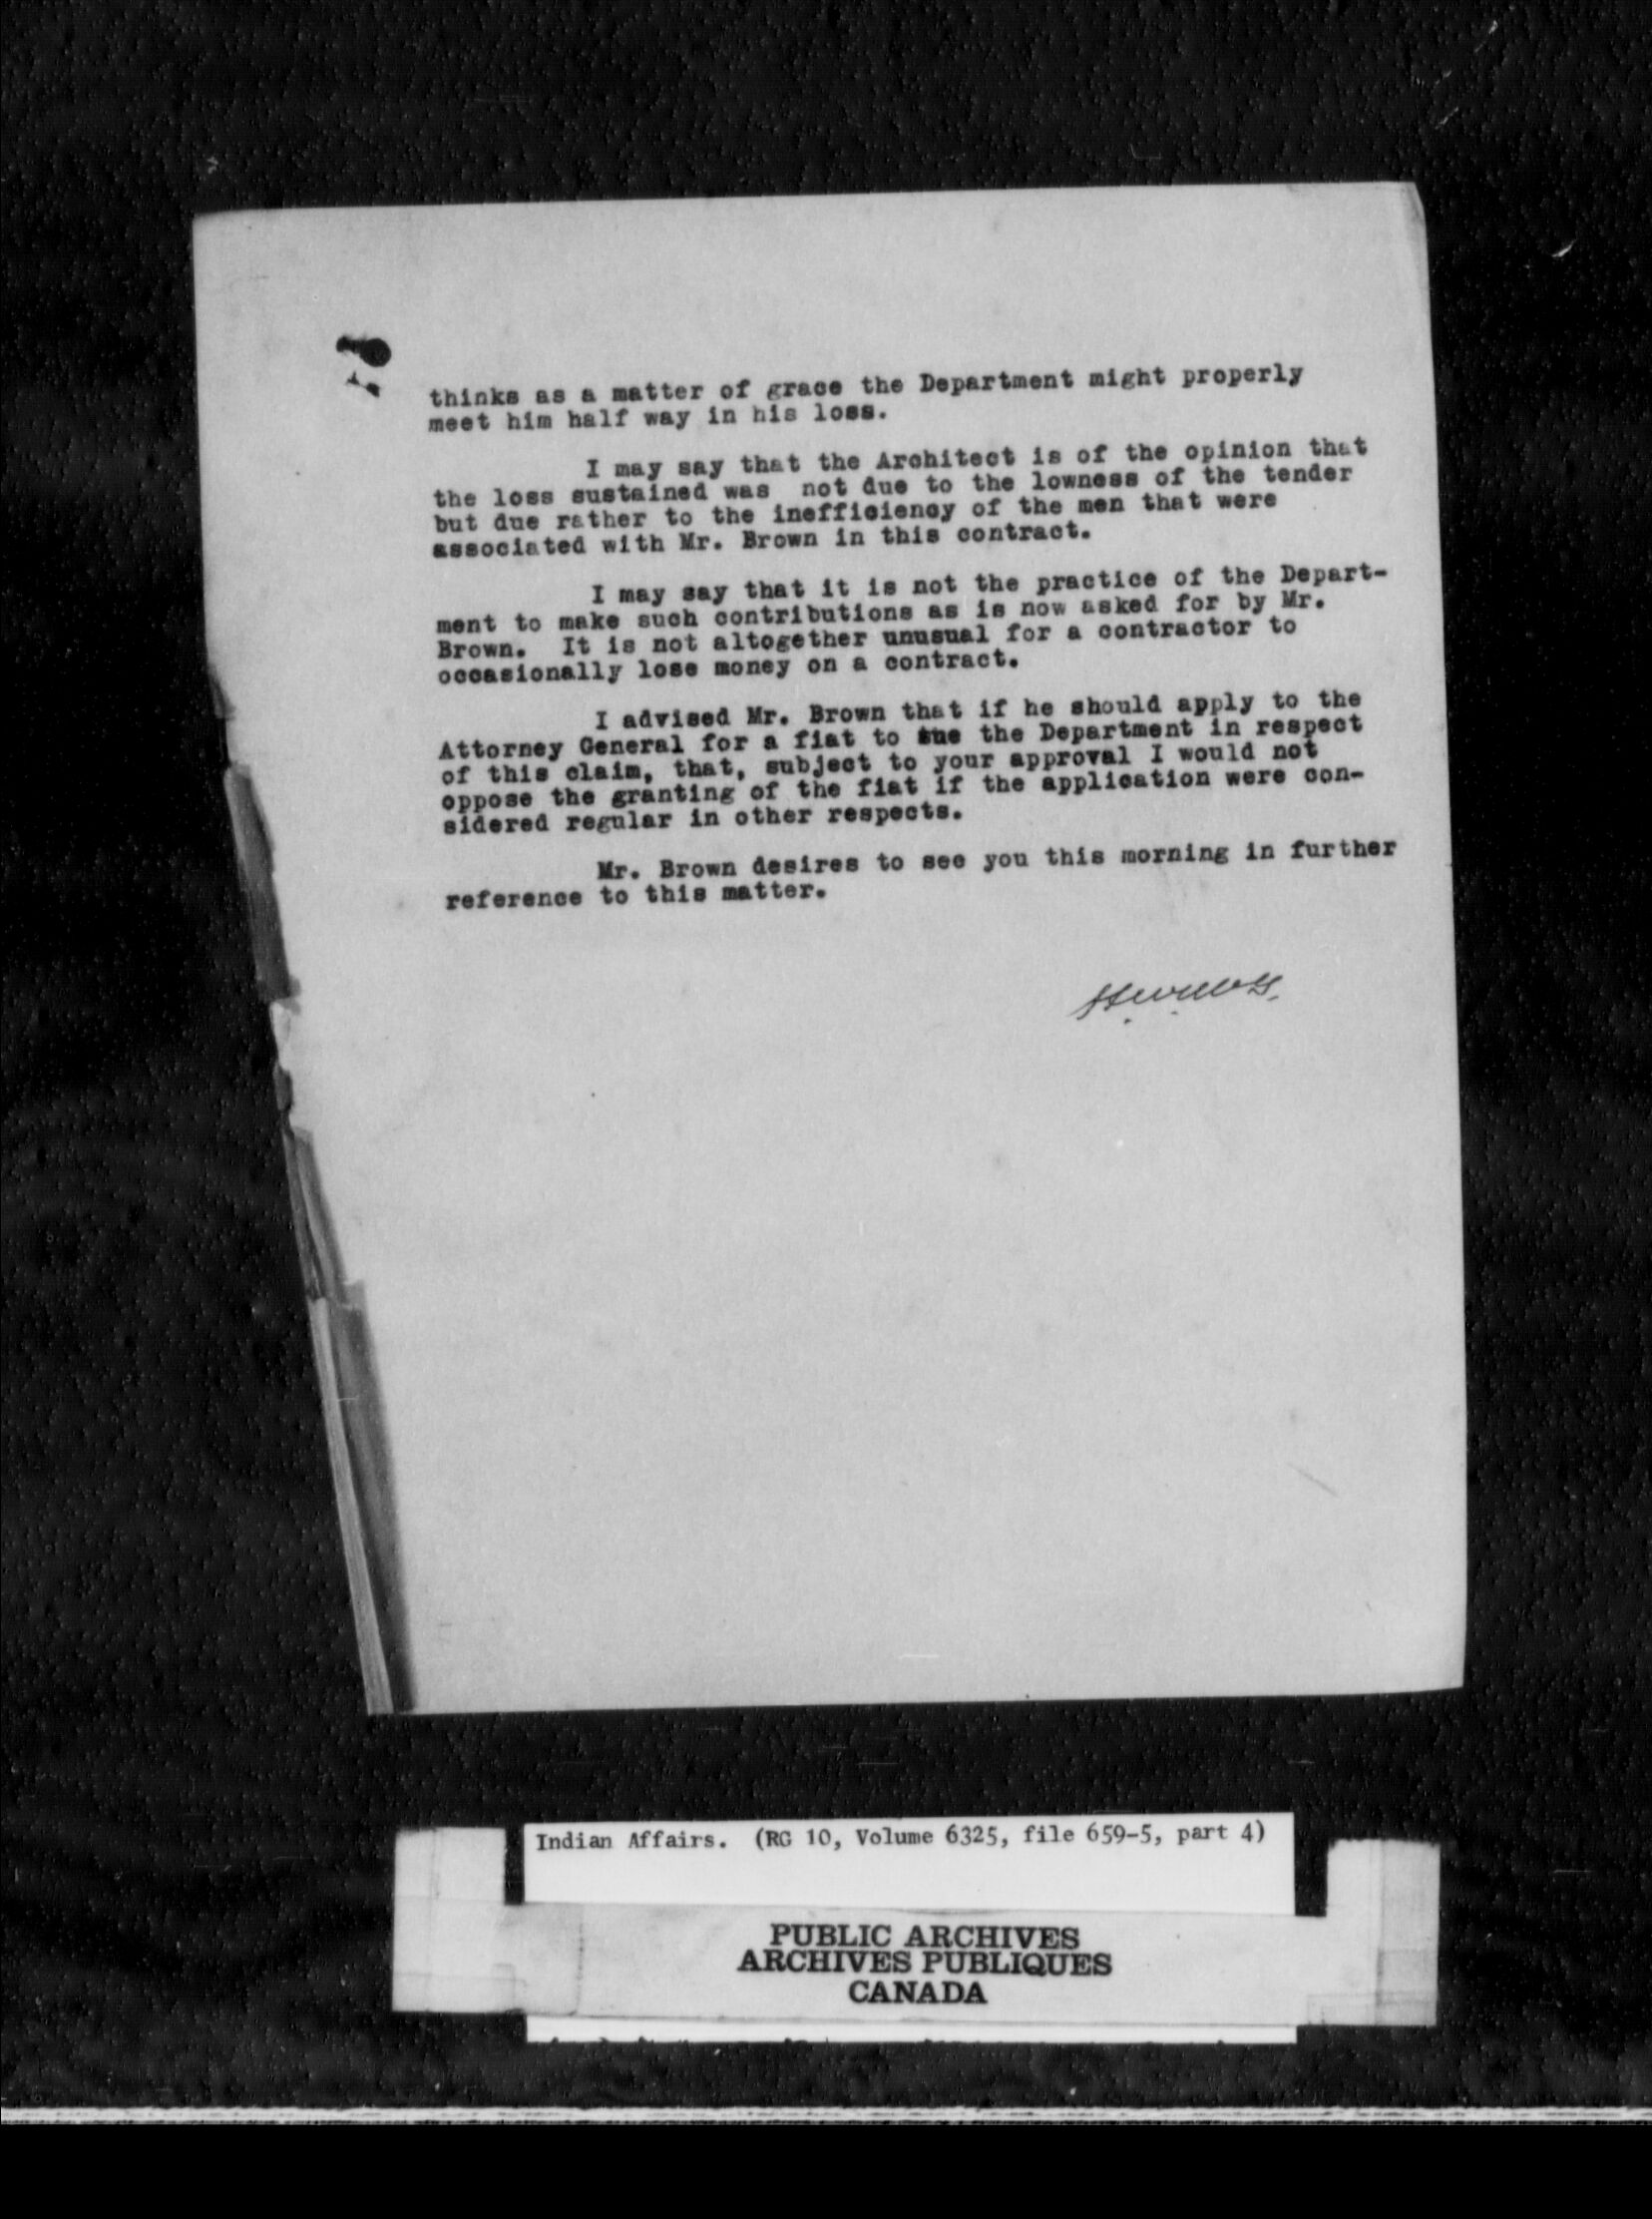 thinks as a matter of grace the Department might properly
meet him half way in his loss.
I may say that the Architect is of the opinion that
the loss sustained was not due to the lowness of the tender
but due rather to the inefficiency of the men that were
associated with Mr. Brown in this contract.
I may say that it is not the practice of the Depart-
ment to make such contributions as is now asked for by Mr.
Brown. It is not altogether unusual for a contractor to
occasionally lose money on a contract.
I advised Mr. Brown that if he should apply to the
Attorney General for a fiat to sue the Department in respect
of this claim, that, subject to your approval I would not
oppose the granting of the fiat if the application were con-
sidered regular in other respects.
Mr. Brown desires to see you this morning in further
reference to this matter.
Indian Affairs. (RG 10, Volume 6325, file 659-5, part 4)
PUBLIC ARCHIVES
ARCHIVES PUBLIQUES
CANADA